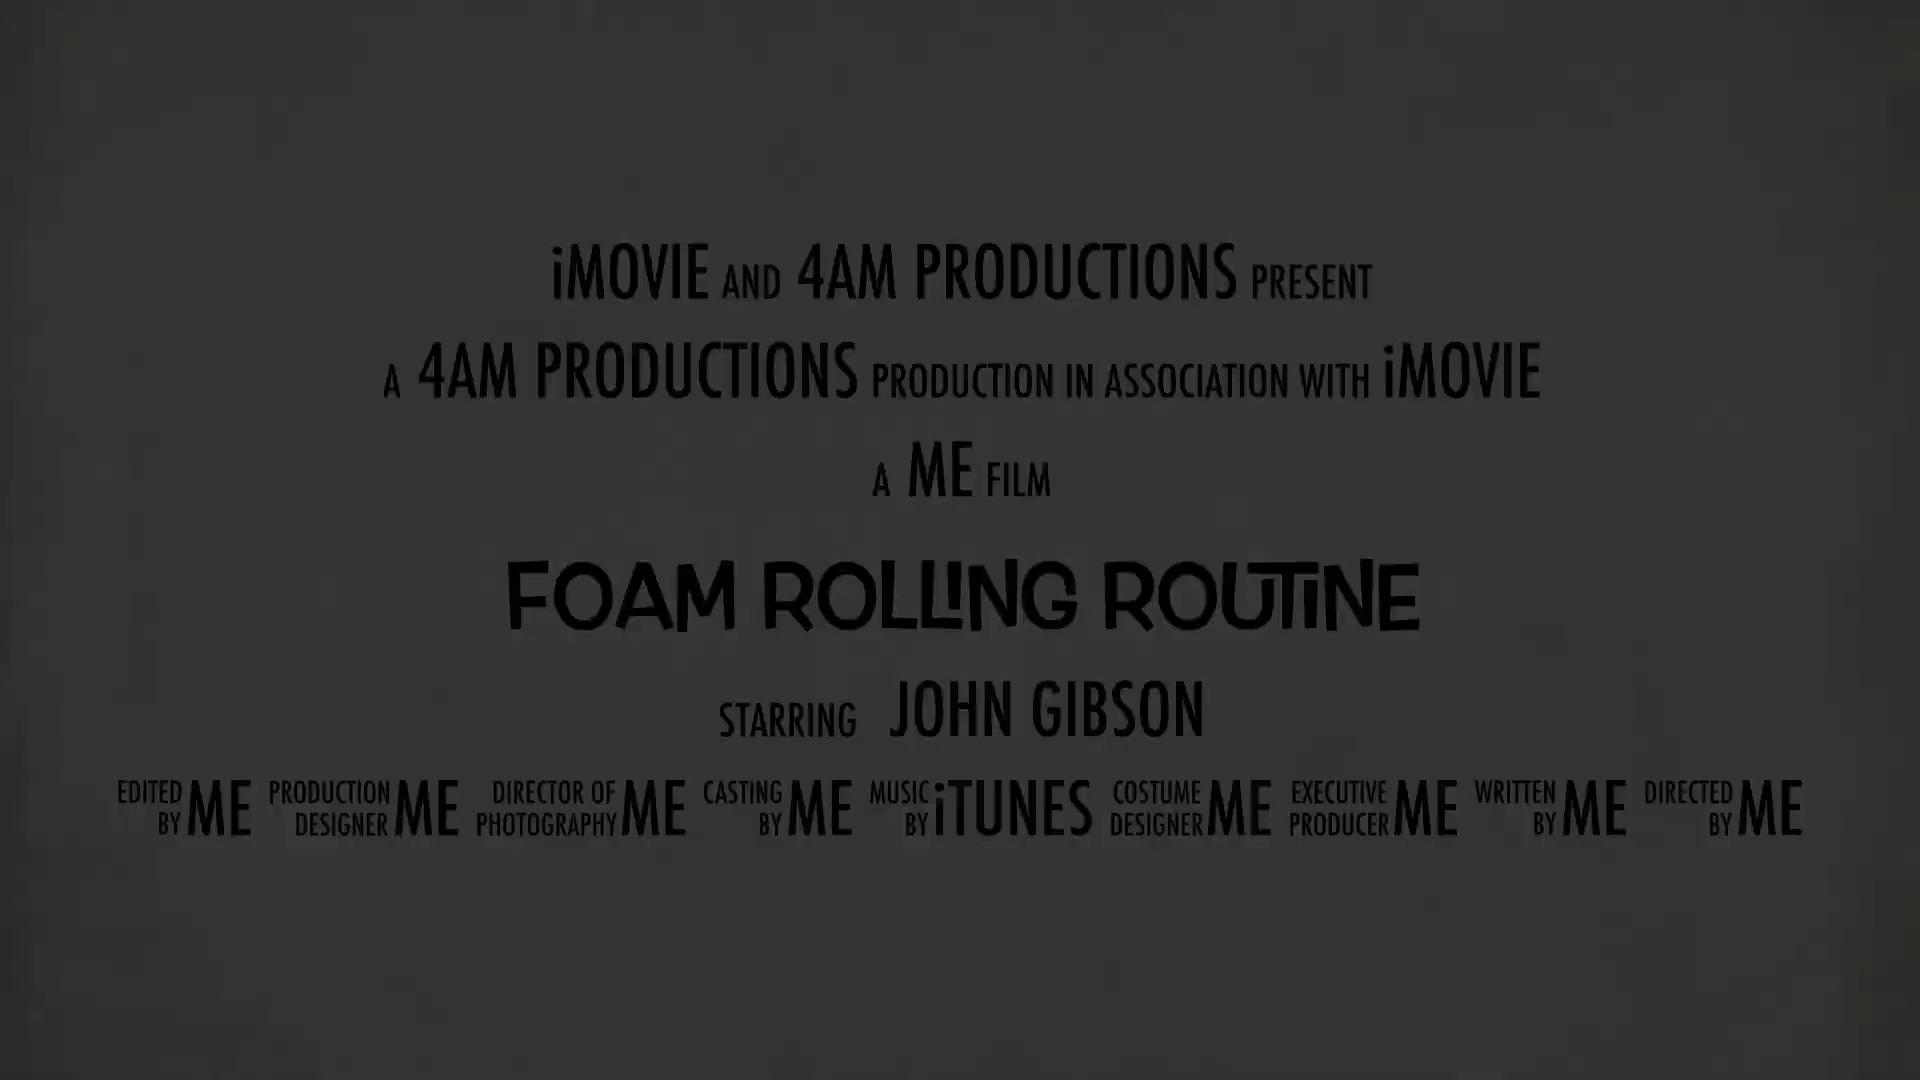 iMOVIE AND 4AM PRODUCTIONS PRESENT
A 4AM PRODUCTIONS PRODUCTION IN ASSOCIATION WITH iMOVIE
A ME FILM
FOAM ROLLING ROUTINE
STARRING JOHN GIBSON
EDITED BY ME PRODUCTION DESIGNER ME DIRECTOR OF PHOTOGRAPHY ME CASTING BY ME MUSIC BY iTUNES COSTUME DESIGNER ME EXECUTIVE PRODUCER ME WRITTEN BY ME DIRECTED BY ME